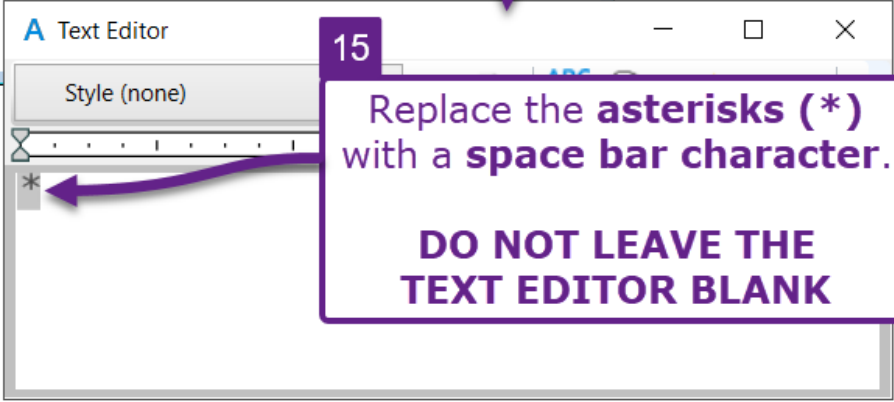 A Text Editor
15
Style (none)
Replace the asterisks (*)
with a space bar character.
DO NOT LEAVE THE
TEXT EDITOR BLANK
*